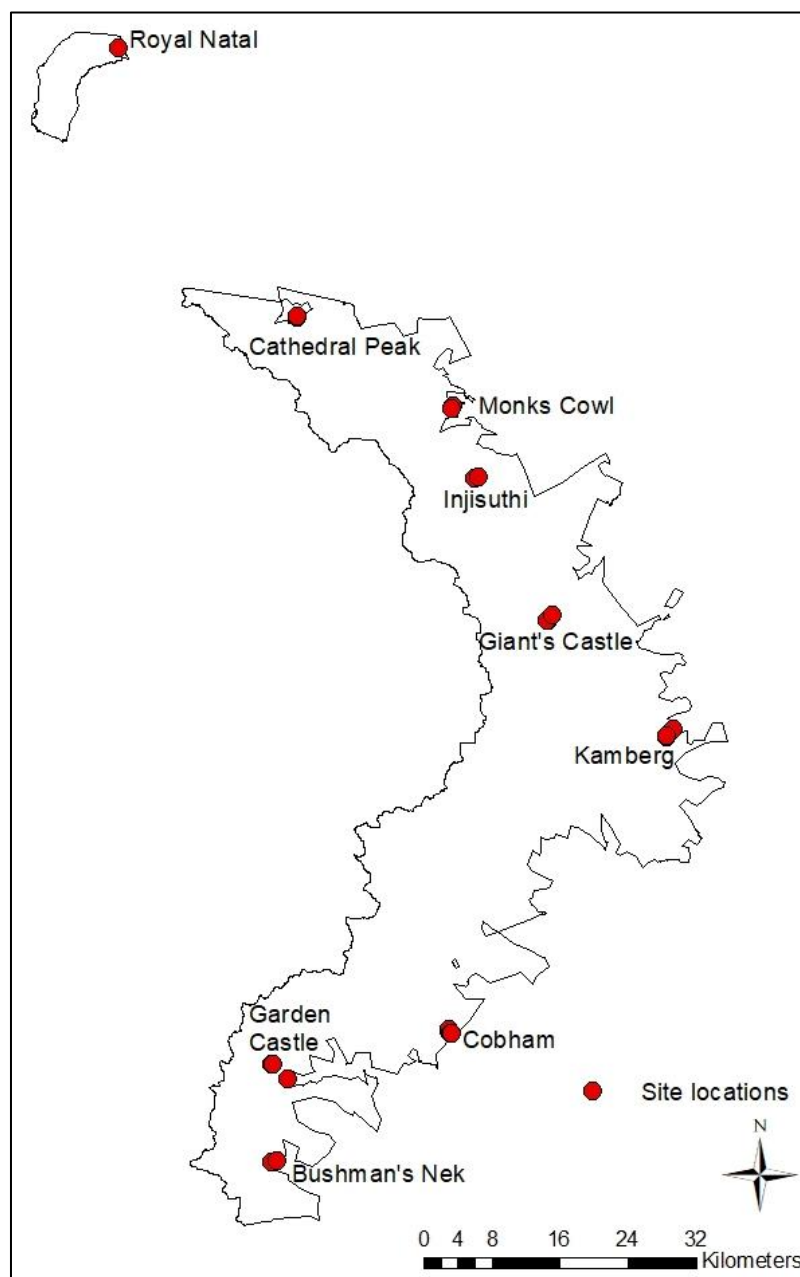 Royal Natal
Cathedral Peak
Monks Cowl
Injisuthi
Giant's Castle
Kamberg
Garden
Castle
Cobham
Site locations
N
Bushman's Nek
0 4 8 16 24 32
Kilometers